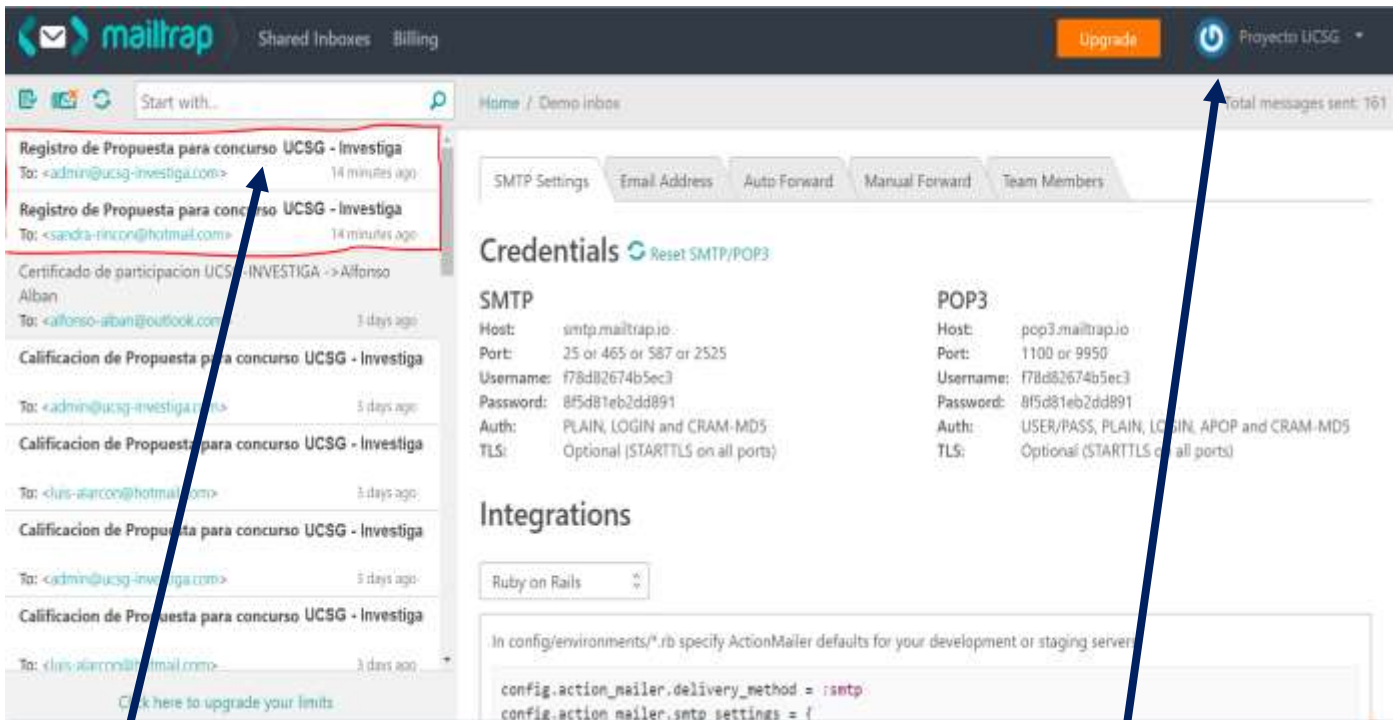 mailtrap Shared Inboxes Billing Upgrade Proyecto UCSG
Start with...
Home / Demo inbox
Total messages sent: 161
Registro de Propuesta para concurso UCSG - Investiga
To: <admin@ucsg-investiga.com> 14 minutes ago
Registro de Propuesta para concurso UCSG - Investiga
To: <sandra-rincon@hotmail.com> 14 minutes ago
Certificado de participacion UCSG-INVESTIGA -> Alfonso
Alban
To: <alfonso-alban@outlook.com> 3 days ago
Calificacion de Propuesta para concurso UCSG - Investiga
To: <admin@ucsg-investiga.com> 3 days ago
Calificacion de Propuesta para concurso UCSG - Investiga
To: <luis-alarcon@hotmail.com> 3 days ago
Calificacion de Propuesta para concurso UCSG - Investiga
To: <admin@ucsg-investiga.com> 3 days ago
Calificacion de Propuesta para concurso UCSG - Investiga
To: <luis-alarcon@hotmail.com> 3 days ago
Click here to upgrade your limits
SMTP Settings Email Address Auto Forward Manual Forward Team Members
Credentials Reset SMTP/POP3
SMTP
Host: smtp.mailtrap.io
Port: 25 or 465 or 587 or 2525
Username: f78d82674b5ec3
Password: 8f5d81eb2dd891
Auth: PLAIN, LOGIN and CRAM-MD5
TLS: Optional (STARTTLS on all ports)
POP3
Host: pop3.mailtrap.io
Port: 1100 or 9950
Username: f78d82674b5ec3
Password: 8f5d81eb2dd891
Auth: USER/PASS, PLAIN, LOGIN, APOP and CRAM-MD5
TLS: Optional (STARTTLS on all ports)
Integrations
Ruby on Rails
In config/environments/*.rb specify ActionMailer defaults for your development or staging server
config.action_mailer.delivery_method = :smtp
config.action_mailer.smtp_settings = {